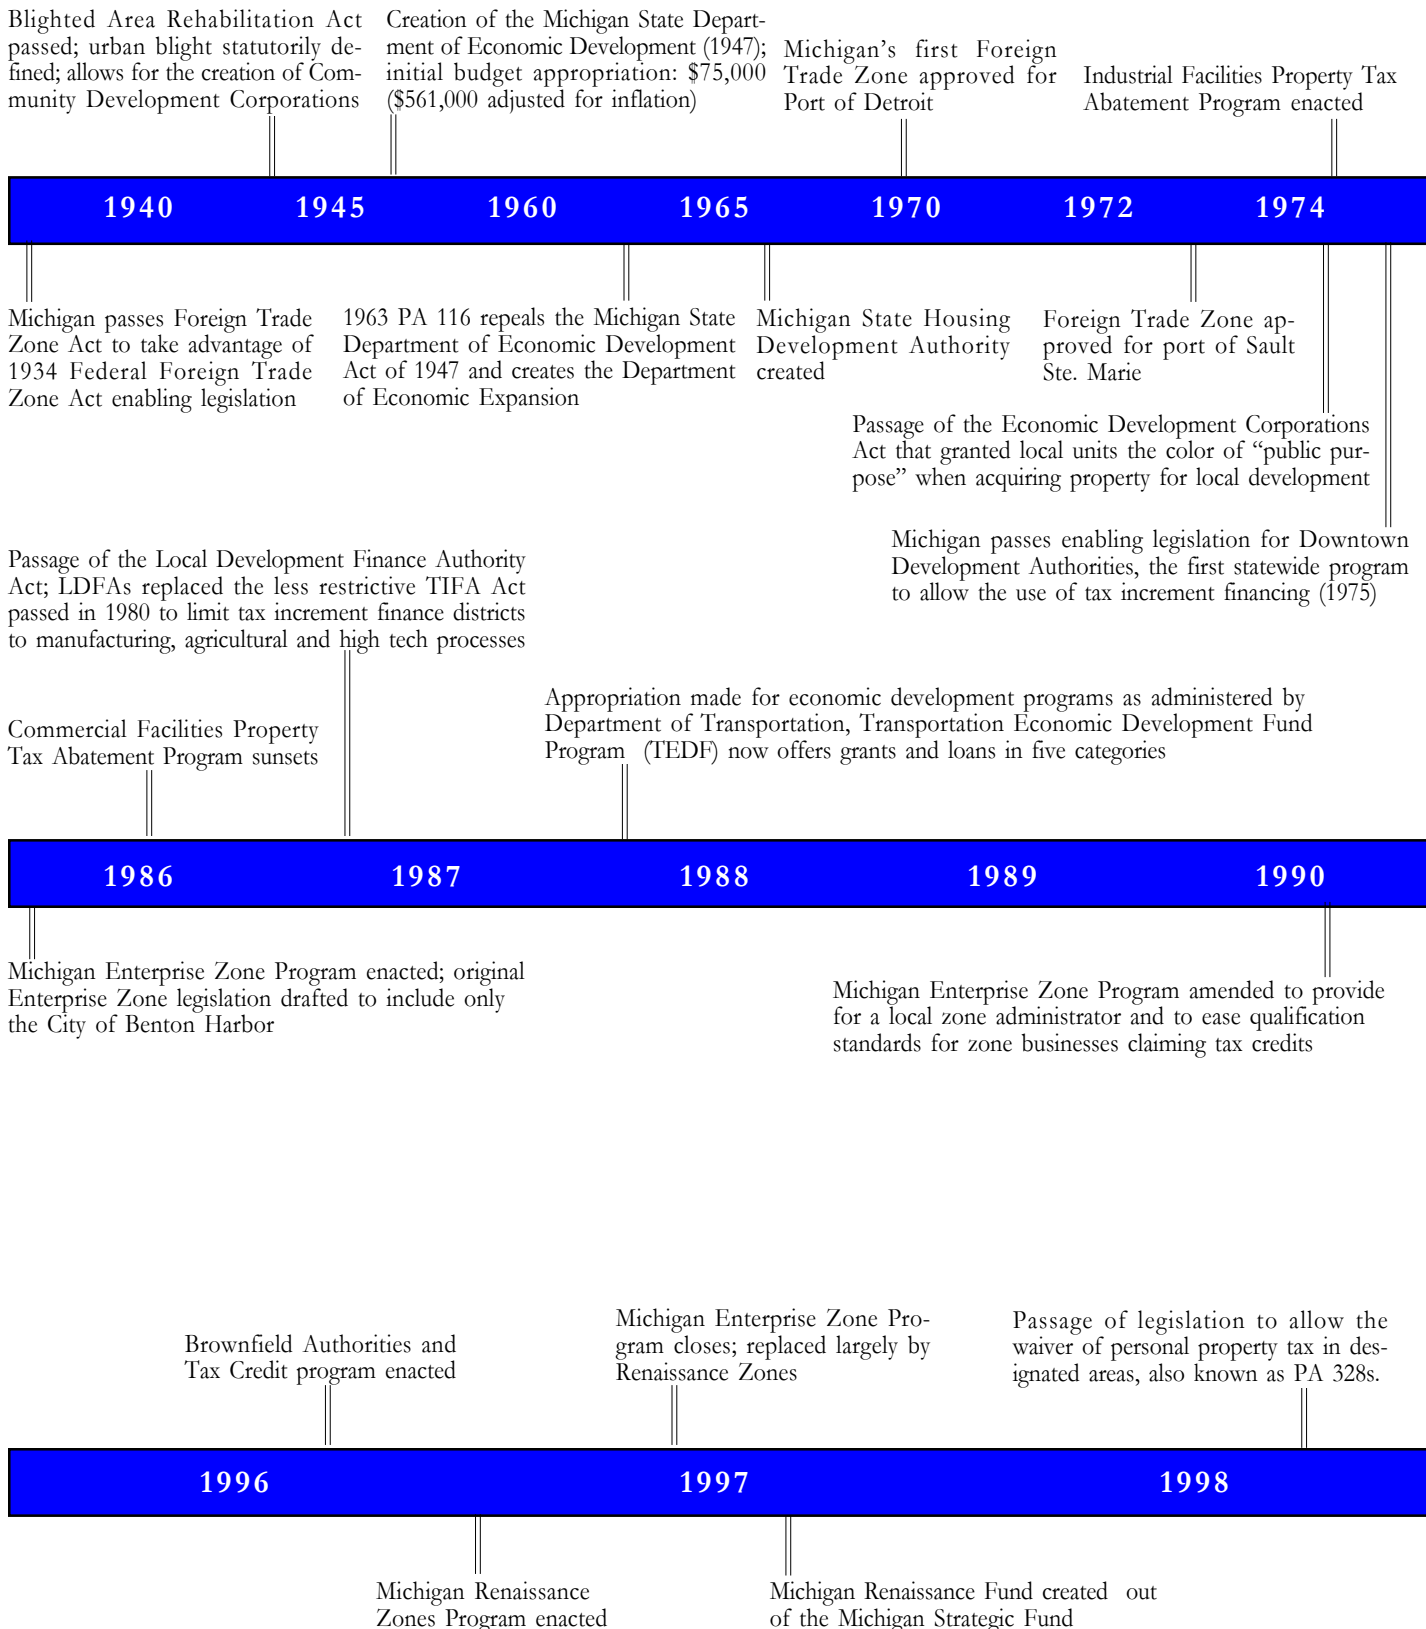 Blighted Area Rehabilitation Act
passed; urban blight statutorily de-
fined; allows for the creation of Com-
munity Development Corporations
Creation of the Michigan State Depart-
ment of Economic Development (1947);
initial budget appropriation: $75,000
($561,000 adjusted for inflation)
Michigan's first Foreign
Trade Zone approved for
Port of Detroit
Industrial Facilities Property Tax
Abatement Program enacted
1940 1945 1960 1965 1970 1972 1974
Michigan passes Foreign Trade
Zone Act to take advantage of
1934 Federal Foreign Trade
Zone Act enabling legislation
1963 PA 116 repeals the Michigan State
Department of Economic Development
Act of 1947 and creates the Department
of Economic Expansion
Michigan State Housing
Development Authority
created
Foreign Trade Zone ap-
proved for port of Sault
Ste. Marie
Passage of the Economic Development Corporations
Act that granted local units the color of “public pur-
pose” when acquiring property for local development
Michigan passes enabling legislation for Downtown
Development Authorities, the first statewide program
to allow the use of tax increment financing (1975)
Passage of the Local Development Finance Authority
Act; LDFAs replaced the less restrictive TIFA Act
passed in 1980 to limit tax increment finance districts
to manufacturing, agricultural and high tech processes
Commercial Facilities Property
Tax Abatement Program sunsets
Appropriation made for economic development programs as administered by
Department of Transportation, Transportation Economic Development Fund
Program (TEDF) now offers grants and loans in five categories
1986 1987 1988 1989 1990
Michigan Enterprise Zone Program enacted; original
Enterprise Zone legislation drafted to include only
the City of Benton Harbor
Michigan Enterprise Zone Program amended to provide
for a local zone administrator and to ease qualification
standards for zone businesses claiming tax credits
Brownfield Authorities and
Tax Credit program enacted
Michigan Enterprise Zone Pro-
gram closes; replaced largely by
Renaissance Zones
Passage of legislation to allow the
waiver of personal property tax in des-
ignated areas, also known as PA 328s.
1996 1997 1998
Michigan Renaissance
Zones Program enacted
Michigan Renaissance Fund created out
of the Michigan Strategic Fund